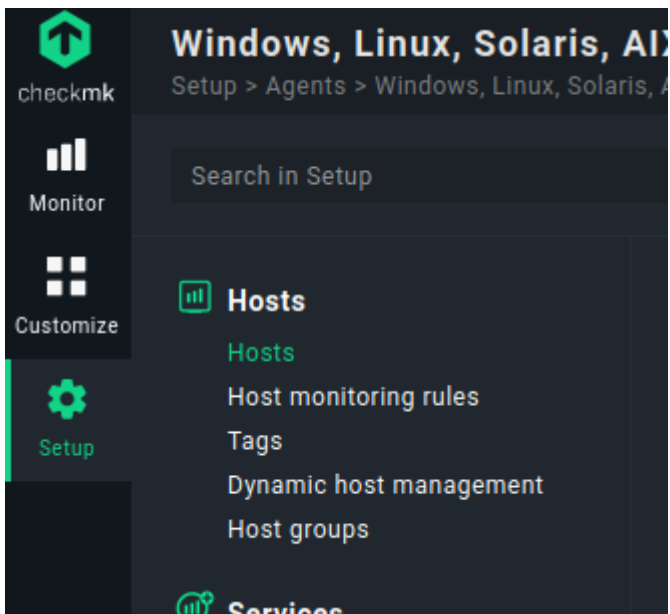 checkmk
Windows, Linux, Solaris,
Setup > Agents > Windows, Linux, Solaris,
Monitor
Search in Setup
Customize
Setup
Hosts
Hosts
Host monitoring rules
Tags
Dynamic host management
Host groups
Services